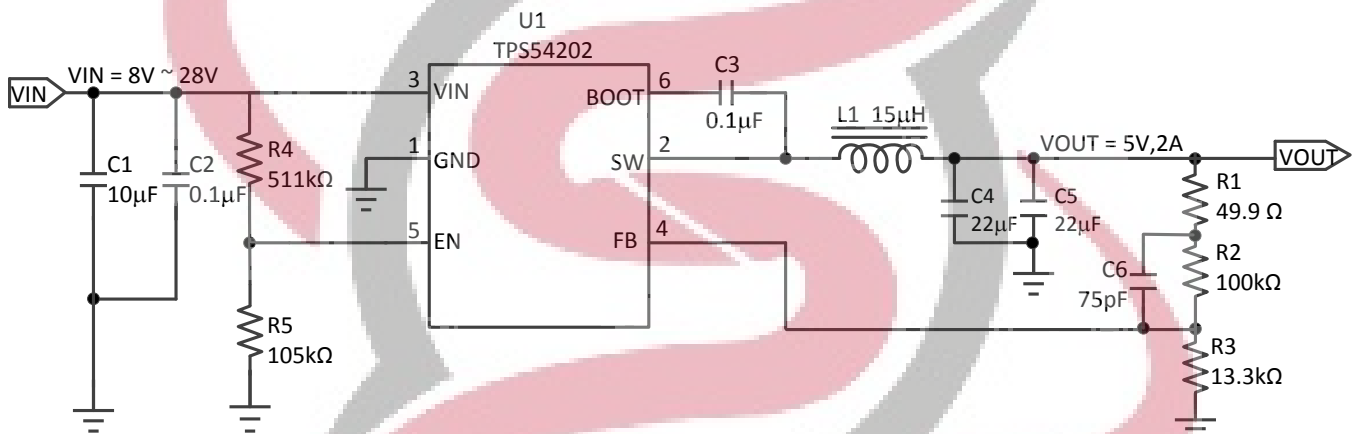 U1
TPS54202
VIN
VIN = 8V ~ 28V
C1
10µF
C2
0.1µF
R4
511kΩ
R5
105kΩ
3
VIN
1
GND
5
EN
BOOT
6
SW
2
FB
4
C3
0.1µF
L1 15µH
VOUT = 5V,2A
VOUT
C4
22µF
C5
22µF
R1
49.9 Ω
C6
75pF
R2
100kΩ
R3
13.3kΩ